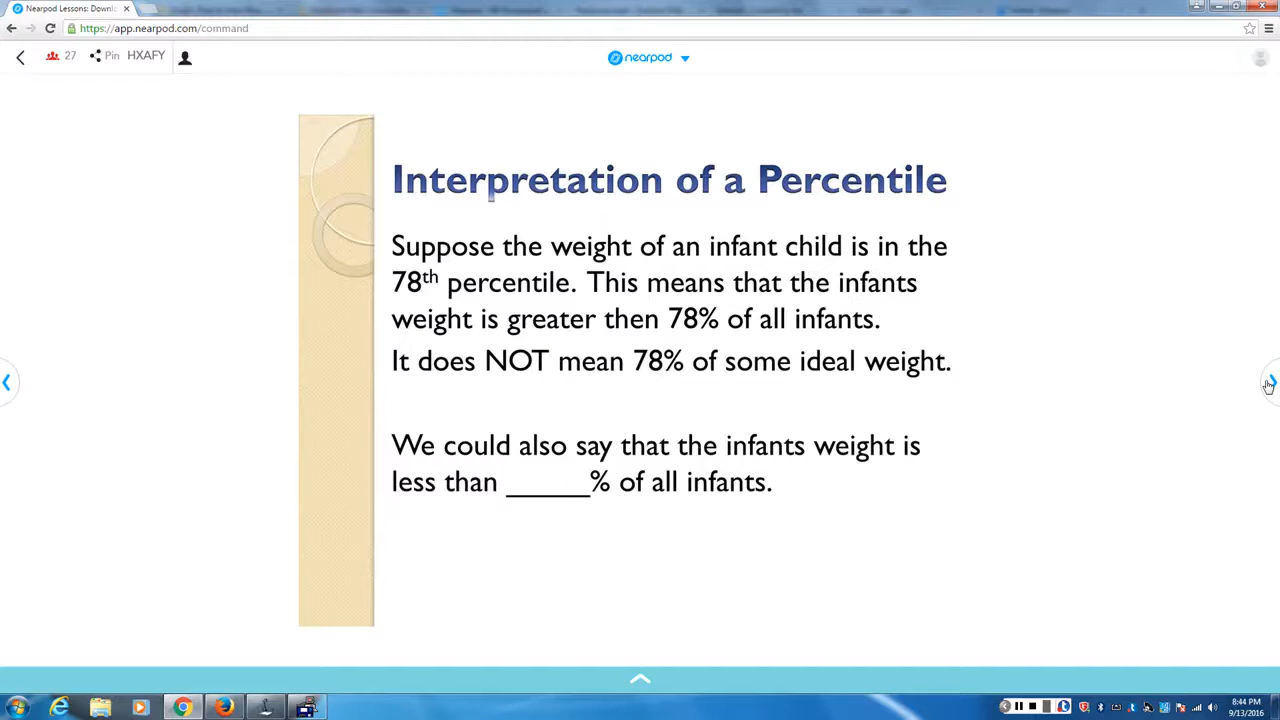 Nearpod Lessons: Downl
https://app.nearpod.com/command
27
Pin
HXAFY
nearpod
Interpretation of a Percentile
Suppose the weight of an infant child is in the
78th percentile. This means that the infants
weight is greater then 78% of all infants.
It does NOT mean 78% of some ideal weight.
We could also say that the infants weight is
less than ______% of all infants.
8:44 PM
9/13/2016